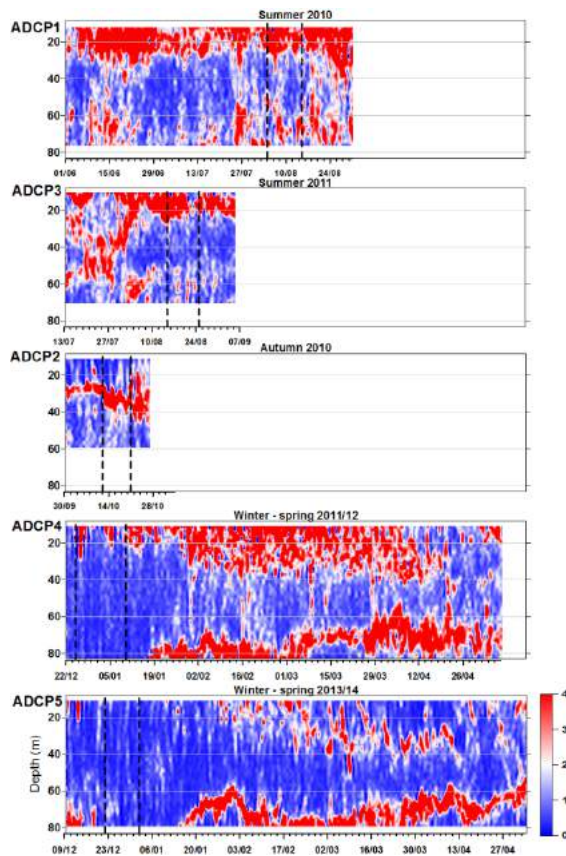 Summer 2010
ADCP1
20
40
60
80
01/06 15/06 29/06 13/07 27/07 10/08 24/08
Summer 2011
ADCP3
20
40
60
80
13/07 27/07 10/08 24/08 07/09
Autumn 2010
ADCP2
20
40
60
80
30/09 14/10 28/10
Winter - spring 2011/12
ADCP4
20
40
60
80
22/12 05/01 19/01 02/02 16/02 01/03 15/03 29/03 12/04 26/04
Winter - spring 2013/14
ADCP5
20
40
60
80
Depth (m)
09/12 23/12 06/01 20/01 03/02 17/02 02/03 16/03 30/03 13/04 27/04
4
3
2
1
0